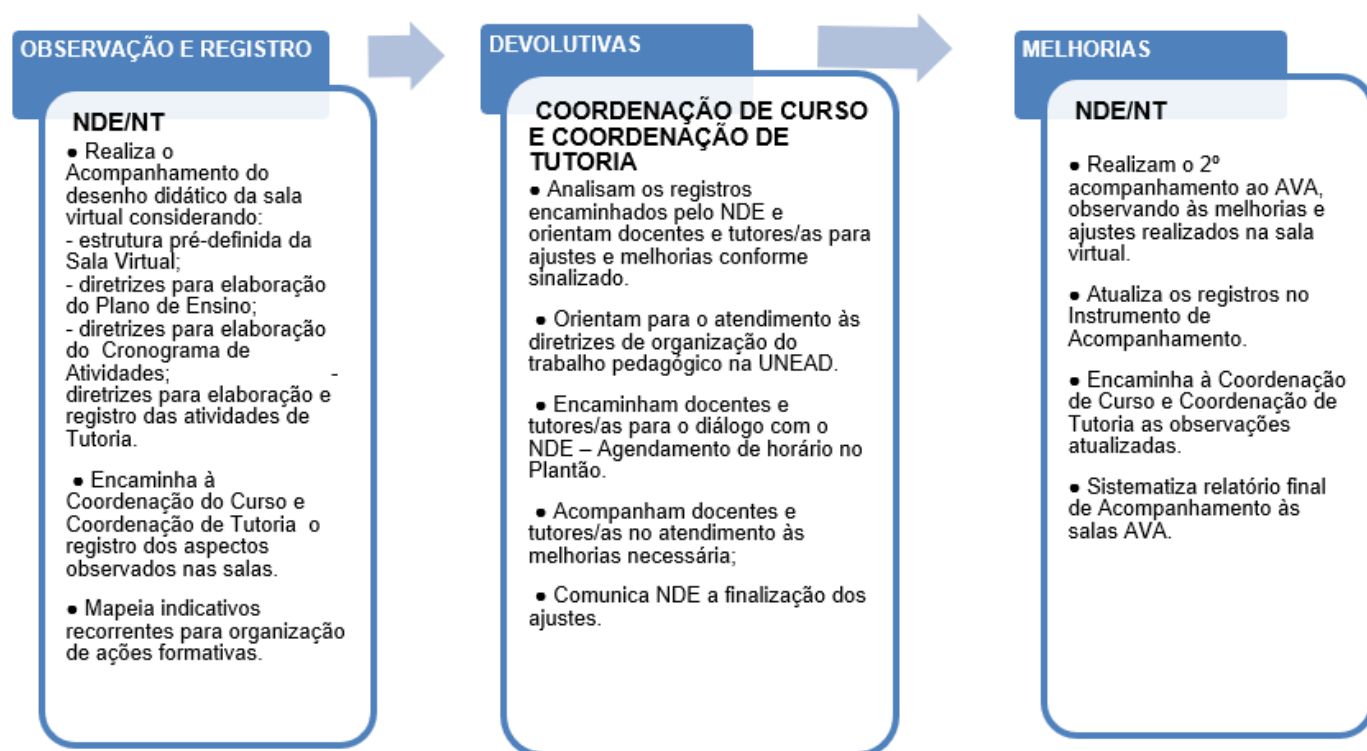 OBSERVAÇÃO E REGISTRO
NDE/NT
● Realiza o
Acompanhamento do
desenho didático da sala
virtual considerando:
- estrutura pré-definida da
Sala Virtual;
- diretrizes para elaboração
do Plano de Ensino;
- diretrizes para elaboração
do Cronograma de
Atividades; -
diretrizes para elaboração e
registro das atividades de
Tutoria.
● Encaminha à
Coordenação do Curso e
Coordenação de Tutoria o
registro dos aspectos
observados nas salas.
● Mapeia indicativos
recorrentes para organização
de ações formativas.
DEVOLUTIVAS
COORDENAÇÃO DE CURSO
E COORDENAÇÃO DE
TUTORIA
● Analisam os registros
encaminhados pelo NDE e
orientam docentes e tutores/as para
ajustes e melhorias conforme
sinalizado.
● Orientam para o atendimento às
diretrizes de organização do
trabalho pedagógico na UNEAD.
● Encaminham docentes e
tutores/as para o diálogo com o
NDE – Agendamento de horário no
Plantão.
● Acompanham docentes e
tutores/as no atendimento às
melhorias necessária;
● Comunica NDE a finalização dos
ajustes.
MELHORIAS
NDE/NT
● Realizam o 2º
acompanhamento ao AVA,
observando às melhorias e
ajustes realizados na sala
virtual.
● Atualiza os registros no
Instrumento de
Acompanhamento.
● Encaminha à Coordenação
de Curso e Coordenação de
Tutoria as observações
atualizadas.
● Sistematiza relatório final
de Acompanhamento às
salas AVA.